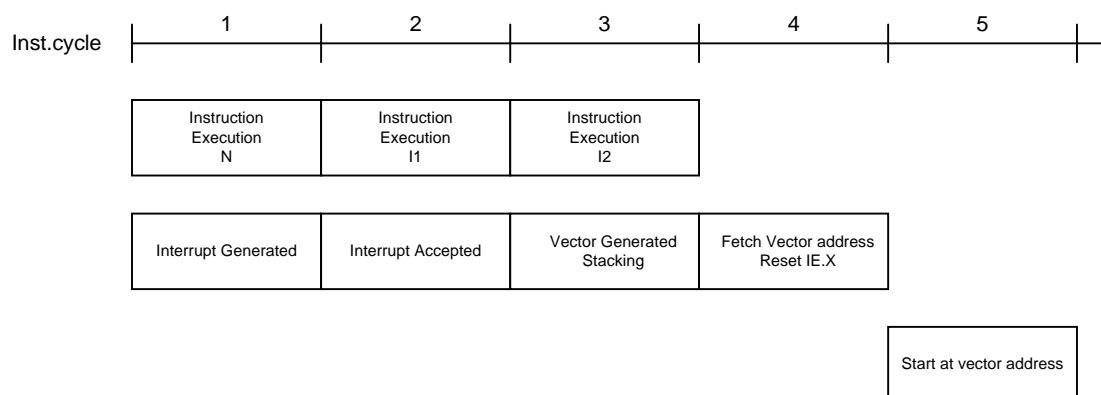 1 2 3 4 5
Inst.cycle
Instruction
Execution
N
Instruction
Execution
I1
Instruction
Execution
I2
Interrupt Generated
Interrupt Accepted
Vector Generated
Stacking
Fetch Vector address
Reset IE.X
Start at vector address